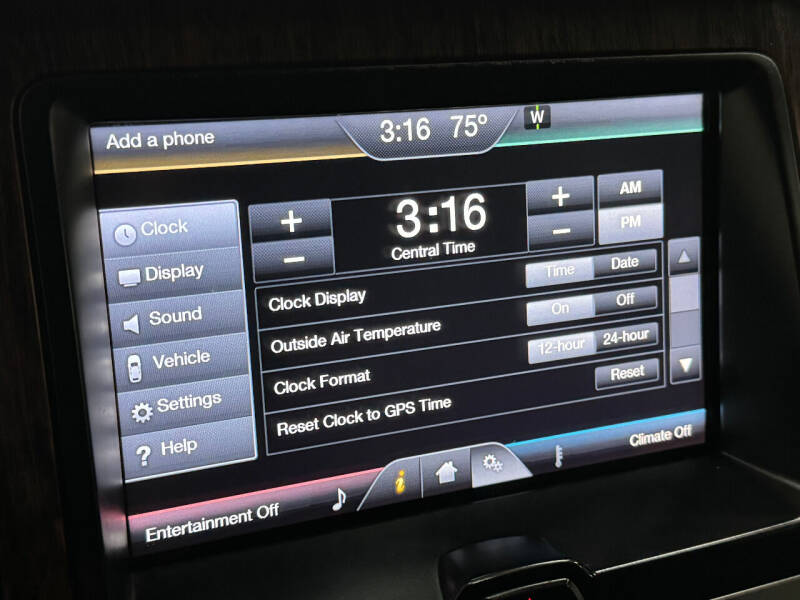 Add a phone
3:16 75° W
Clock
Display
Sound
Vehicle
Settings
? Help
+ 3:16 + AM
- Central Time - PM
Clock Display Time Date
Outside Air Temperature On Off
Clock Format 12-hour 24-hour
Reset Clock to GPS Time Reset
Entertainment Off
i
Climate Off